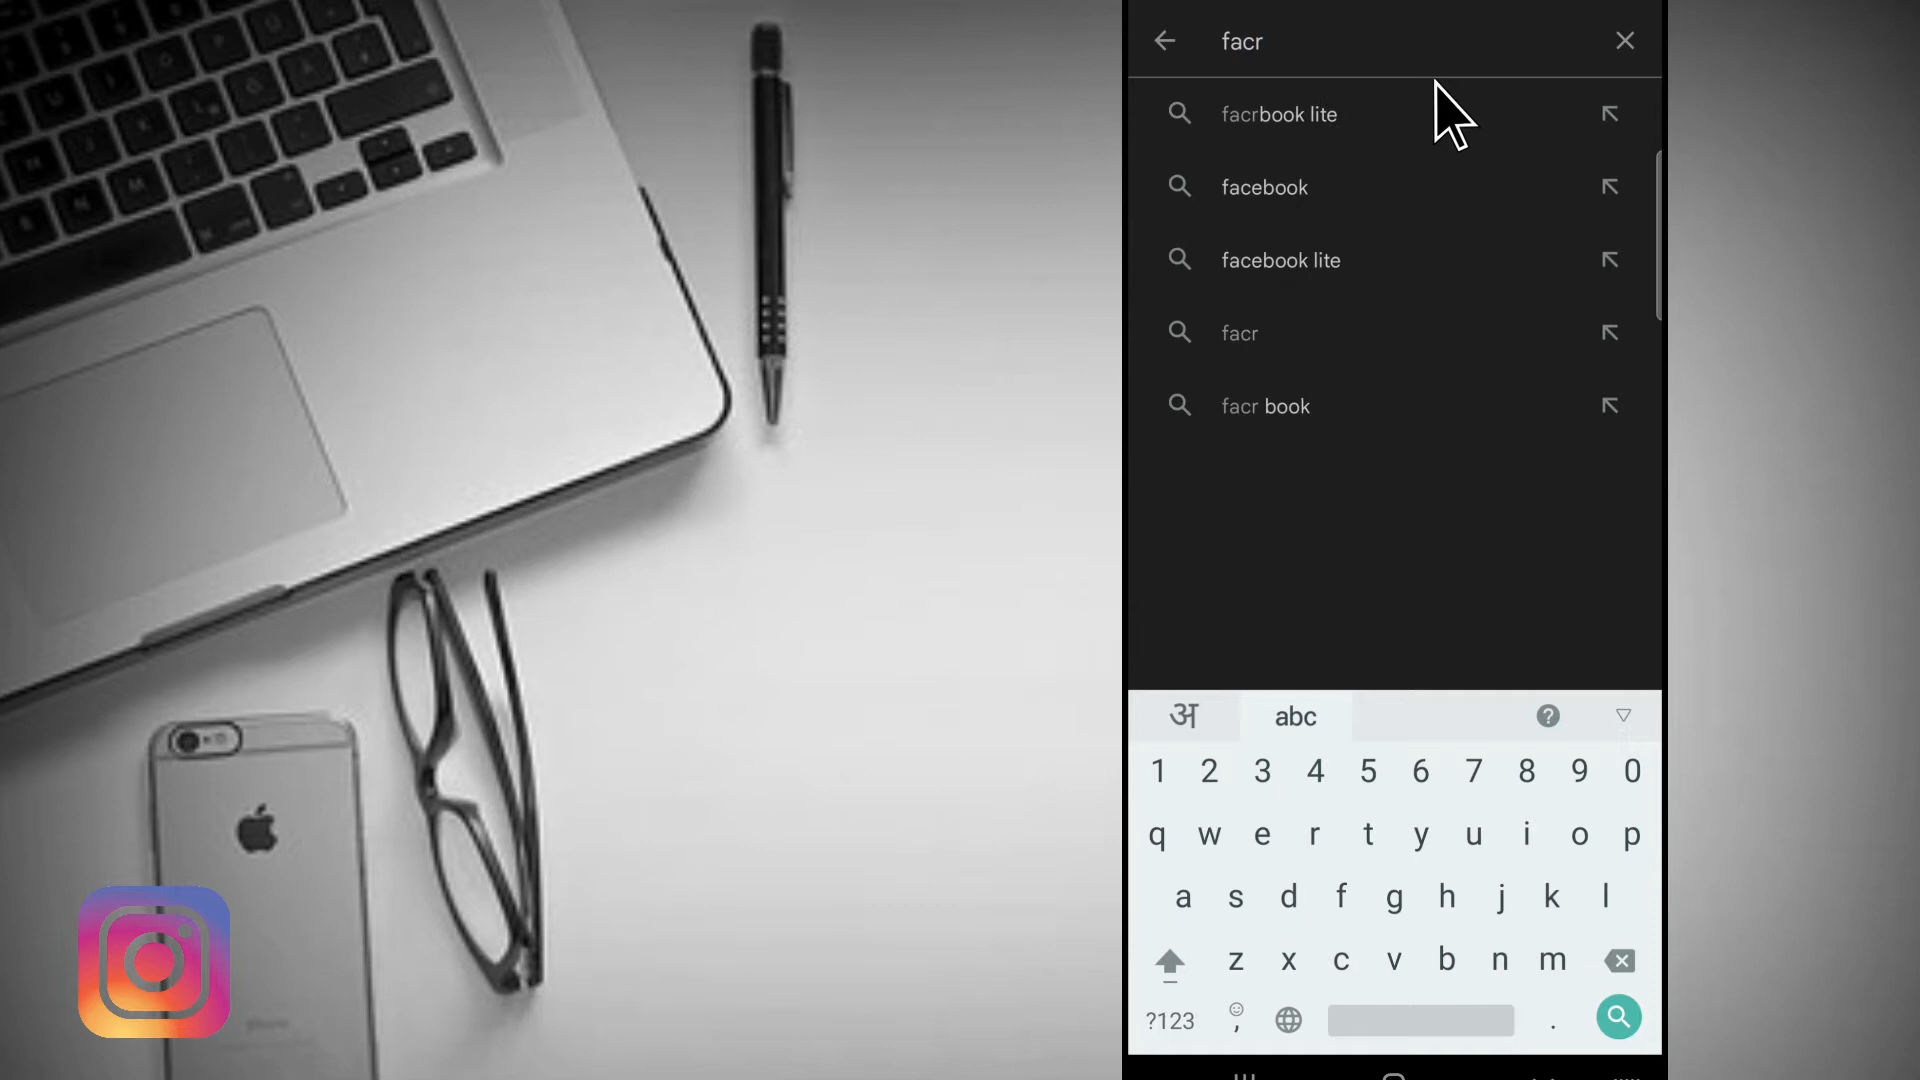 facr
facrbook lite
facebook
facebook lite
facr
facr book
अ abc ?
1 2 3 4 5 6 7 8 9 0
q w e r t y u i o p
a s d f g h j k l
z x c v b n m
?123 , .